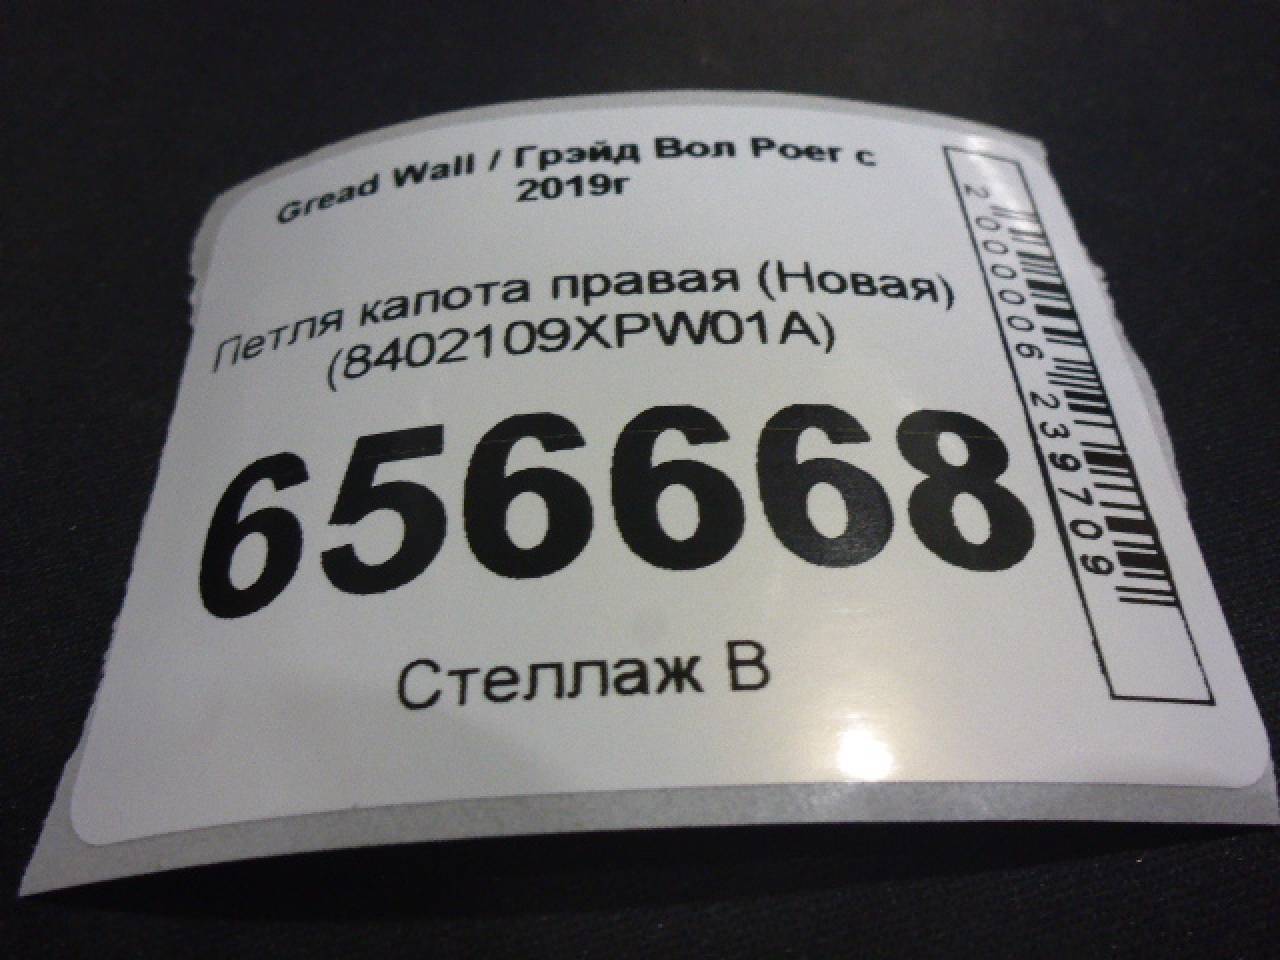 Gread Wall / Грэйд Вол Poer с
2019г
Петля капота правая (Новая)
(8402109XPW01A)
656668
Стеллаж В
2000006239709